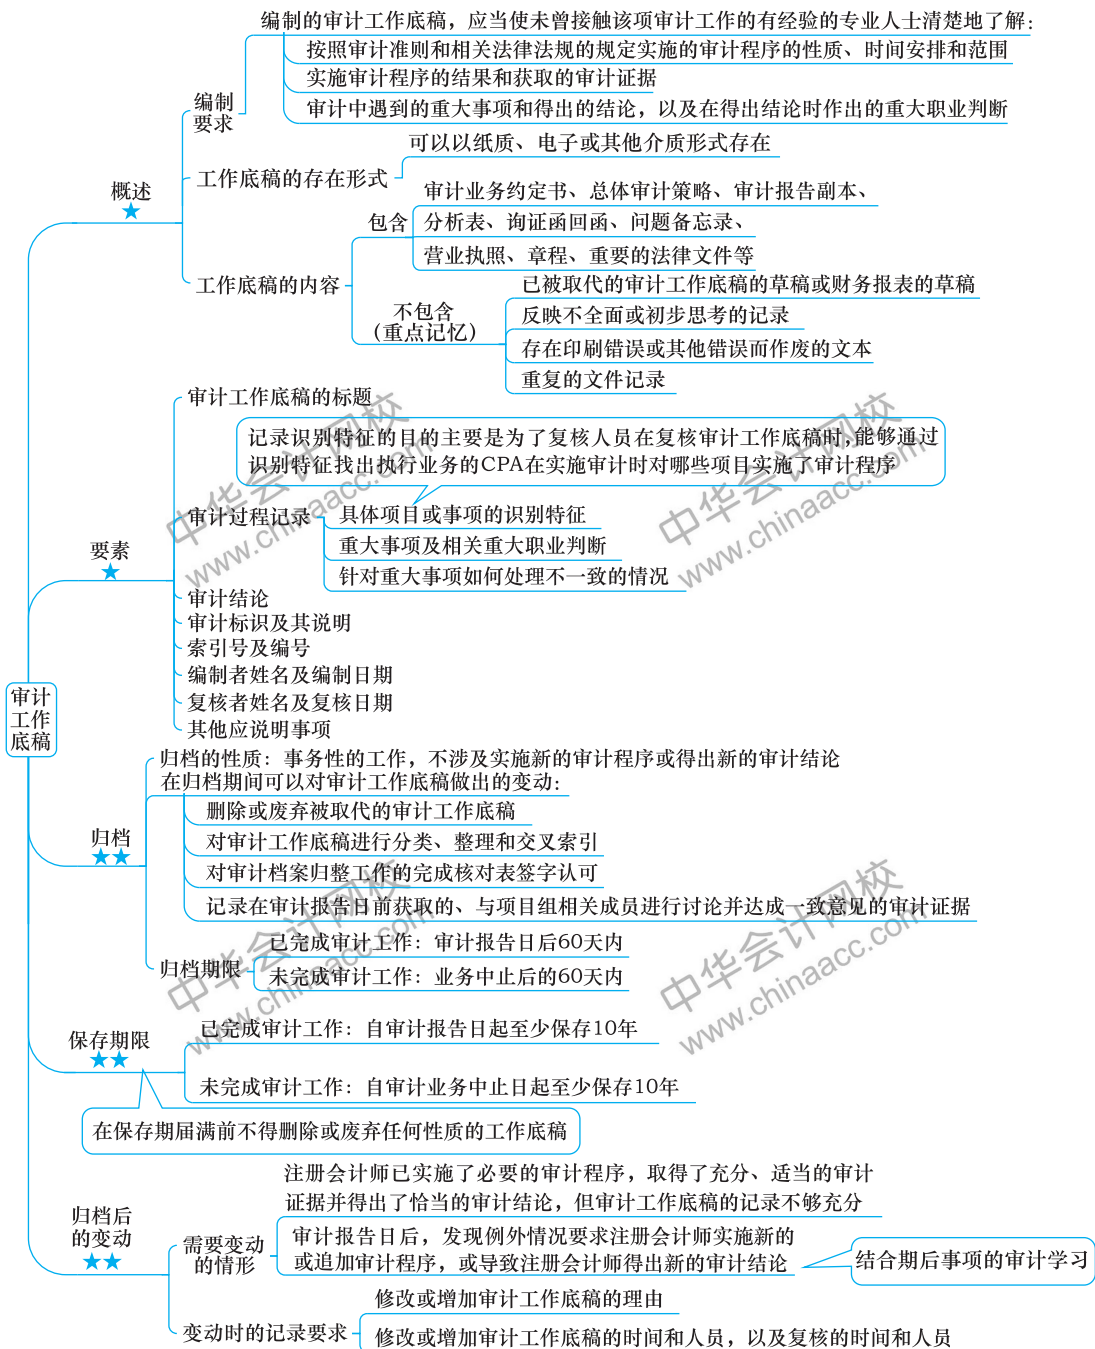 编制的审计工作底稿，应当使未曾接触该项审计工作的有经验的专业人士清楚地了解：
按照审计准则和相关法律法规的规定实施的审计程序的性质、时间安排和范围
实施审计程序的结果和获取的审计证据
审计中遇到的重大事项和得出的结论，以及在得出结论时作出的重大职业判断
编制
要求
可以以纸质、电子或其他介质形式存在
工作底稿的存在形式
概述
★
审计业务约定书、总体审计策略、审计报告副本、
包含
分析表、询证函回函、问题备忘录、
营业执照、章程、重要的法律文件等
工作底稿的内容
已被取代的审计工作底稿的草稿或财务报表的草稿
不包含
（重点记忆）
反映不全面或初步思考的记录
存在印刷错误或其他错误而作废的文本
重复的文件记录
审计工作底稿的标题
记录识别特征的目的主要是为了复核人员在复核审计工作底稿时，能够通过
识别特征找出执行业务的CPA在实施审计时对哪些项目实施了审计程序
审计过程记录
具体项目或事项的识别特征
重大事项及相关重大职业判断
针对重大事项如何处理不一致的情况
要素
★
审计结论
审计标识及其说明
索引号及编号
编制者姓名及编制日期
复核者姓名及复核日期
其他应说明事项
审计
工作
底稿
归档的性质：事务性的工作，不涉及实施新的审计程序或得出新的审计结论
在归档期间可以对审计工作底稿做出的变动：
删除或废弃被取代的审计工作底稿
对审计工作底稿进行分类、整理和交叉索引
对审计档案归整工作的完成核对表签字认可
记录在审计报告日前获取的、与项目组相关成员进行讨论并达成一致意见的审计证据
归档
★★
归档期限
已完成审计工作：审计报告日后60天内
未完成审计工作：业务中止后的60天内
保存期限
★★
已完成审计工作：自审计报告日起至少保存10年
未完成审计工作：自审计业务中止日起至少保存10年
在保存期届满前不得删除或废弃任何性质的工作底稿
归档后
的变动
★★
需要变动
的情形
注册会计师已实施了必要的审计程序，取得了充分、适当的审计
证据并得出了恰当的审计结论，但审计工作底稿的记录不够充分
审计报告日后，发现例外情况要求注册会计师实施新的
或追加审计程序，或导致注册会计师得出新的审计结论
结合期后事项的审计学习
变动时的记录要求
修改或增加审计工作底稿的理由
修改或增加审计工作底稿的时间和人员，以及复核的时间和人员
中华会计网校
www.chinaacc.com
中华会计网校
www.chinaacc.com
中华会计网校
www.chinaacc.com
中华会计网校
www.chinaacc.com